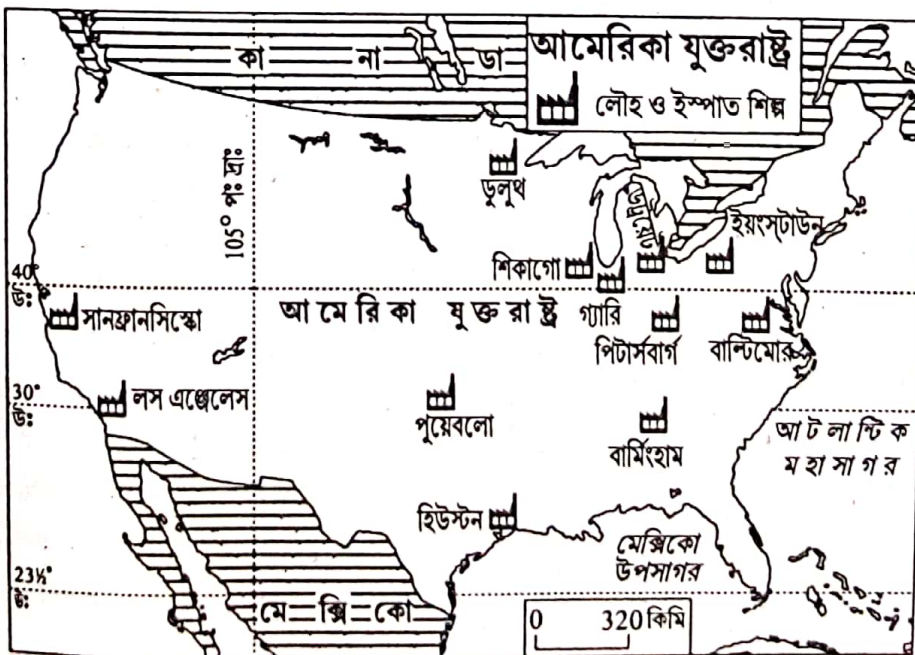 আমেরিকা যুক্তরাষ্ট্র
লৌহ ও ইস্পাত শিল্প
কা না ডা
105° পঃ দ্রাঃ
ডুলুথ
ডেট্রয়েট
ইয়ংস্টাউন
শিকাগো
গ্যারি
40°
উঃ
সানফ্রানসিস্কো
আমেরিকা যুক্তরাষ্ট্র
পিটার্সবার্গ
বাল্টিমোর
30°
উঃ
লস এঞ্জেলেস
পুয়েবলো
বার্মিংহাম
আটলান্টিক
মহাসাগর
হিউস্টন
মেক্সিকো
উপসাগর
23½°
উঃ
মেক্সিকো
0 320 কিমি